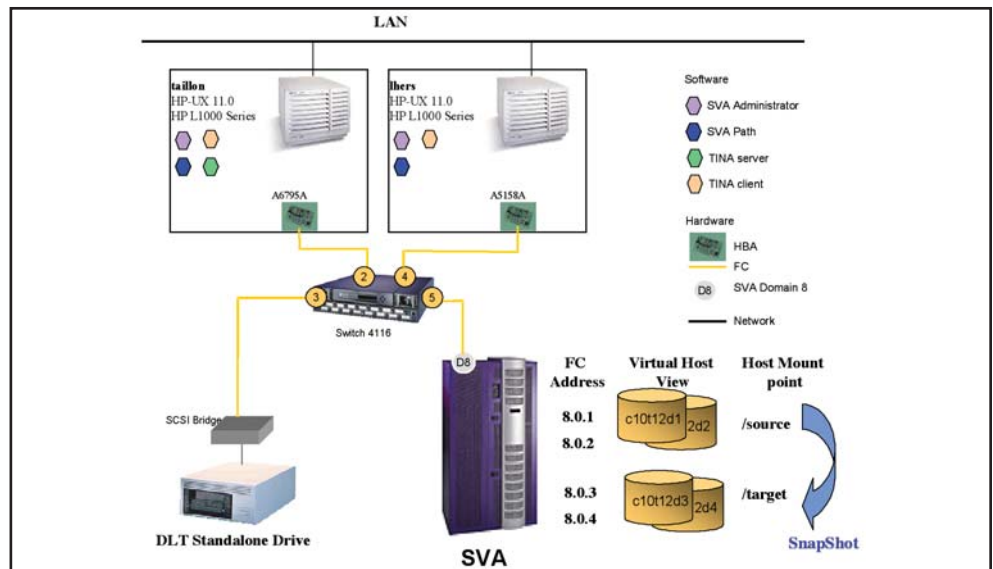 LAN
taillon
HP-UX 11.0
HP L1000 Series
A6795A
lhers
HP-UX 11.0
HP L1000 Series
A5158A
Software
SVA Administrator
SVA Path
TINA server
TINA client
Hardware
HBA
FC
D8
SVA Domain 8
Network
2
4
3
5
Switch 4116
SCSI Bridge
DLT Standalone Drive
D8
SVA
FC
Address
8.0.1
8.0.2
8.0.3
8.0.4
Virtual Host
View
c10t12d1
2d2
c10t12d3
2d4
Host Mount
point
/source
/target
SnapShot